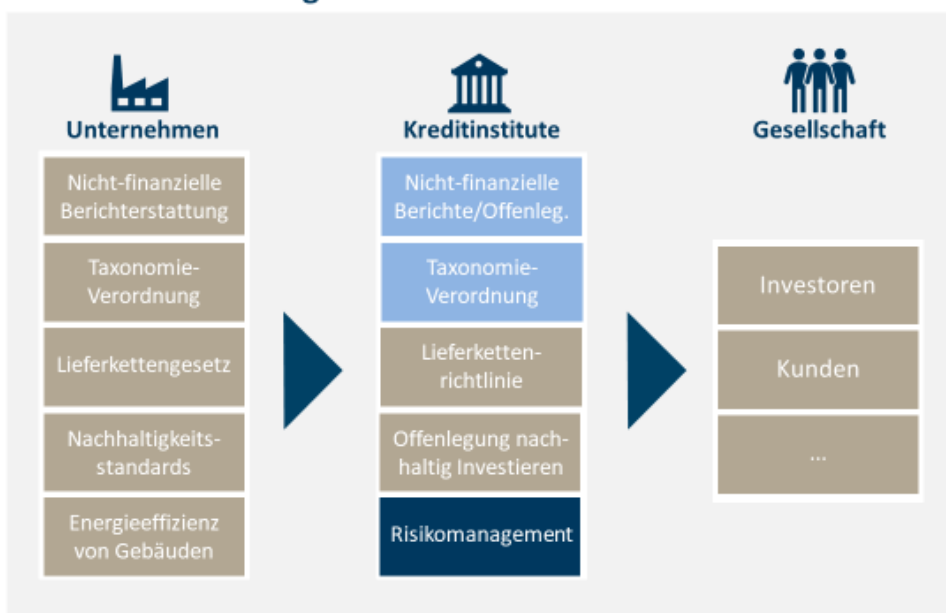 Unternehmen
Nicht-finanzielle
Berichterstattung
Taxonomie-
Verordnung
Lieferkettengesetz
Nachhaltigkeits-
standards
Energieeffizienz
von Gebäuden
Kreditinstitute
Nicht-finanzielle
Berichte/Offenleg.
Taxonomie-
Verordnung
Lieferketten-
richtlinie
Offenlegung nach-
haltig Investieren
Risikomanagement
Gesellschaft
Investoren
Kunden
...